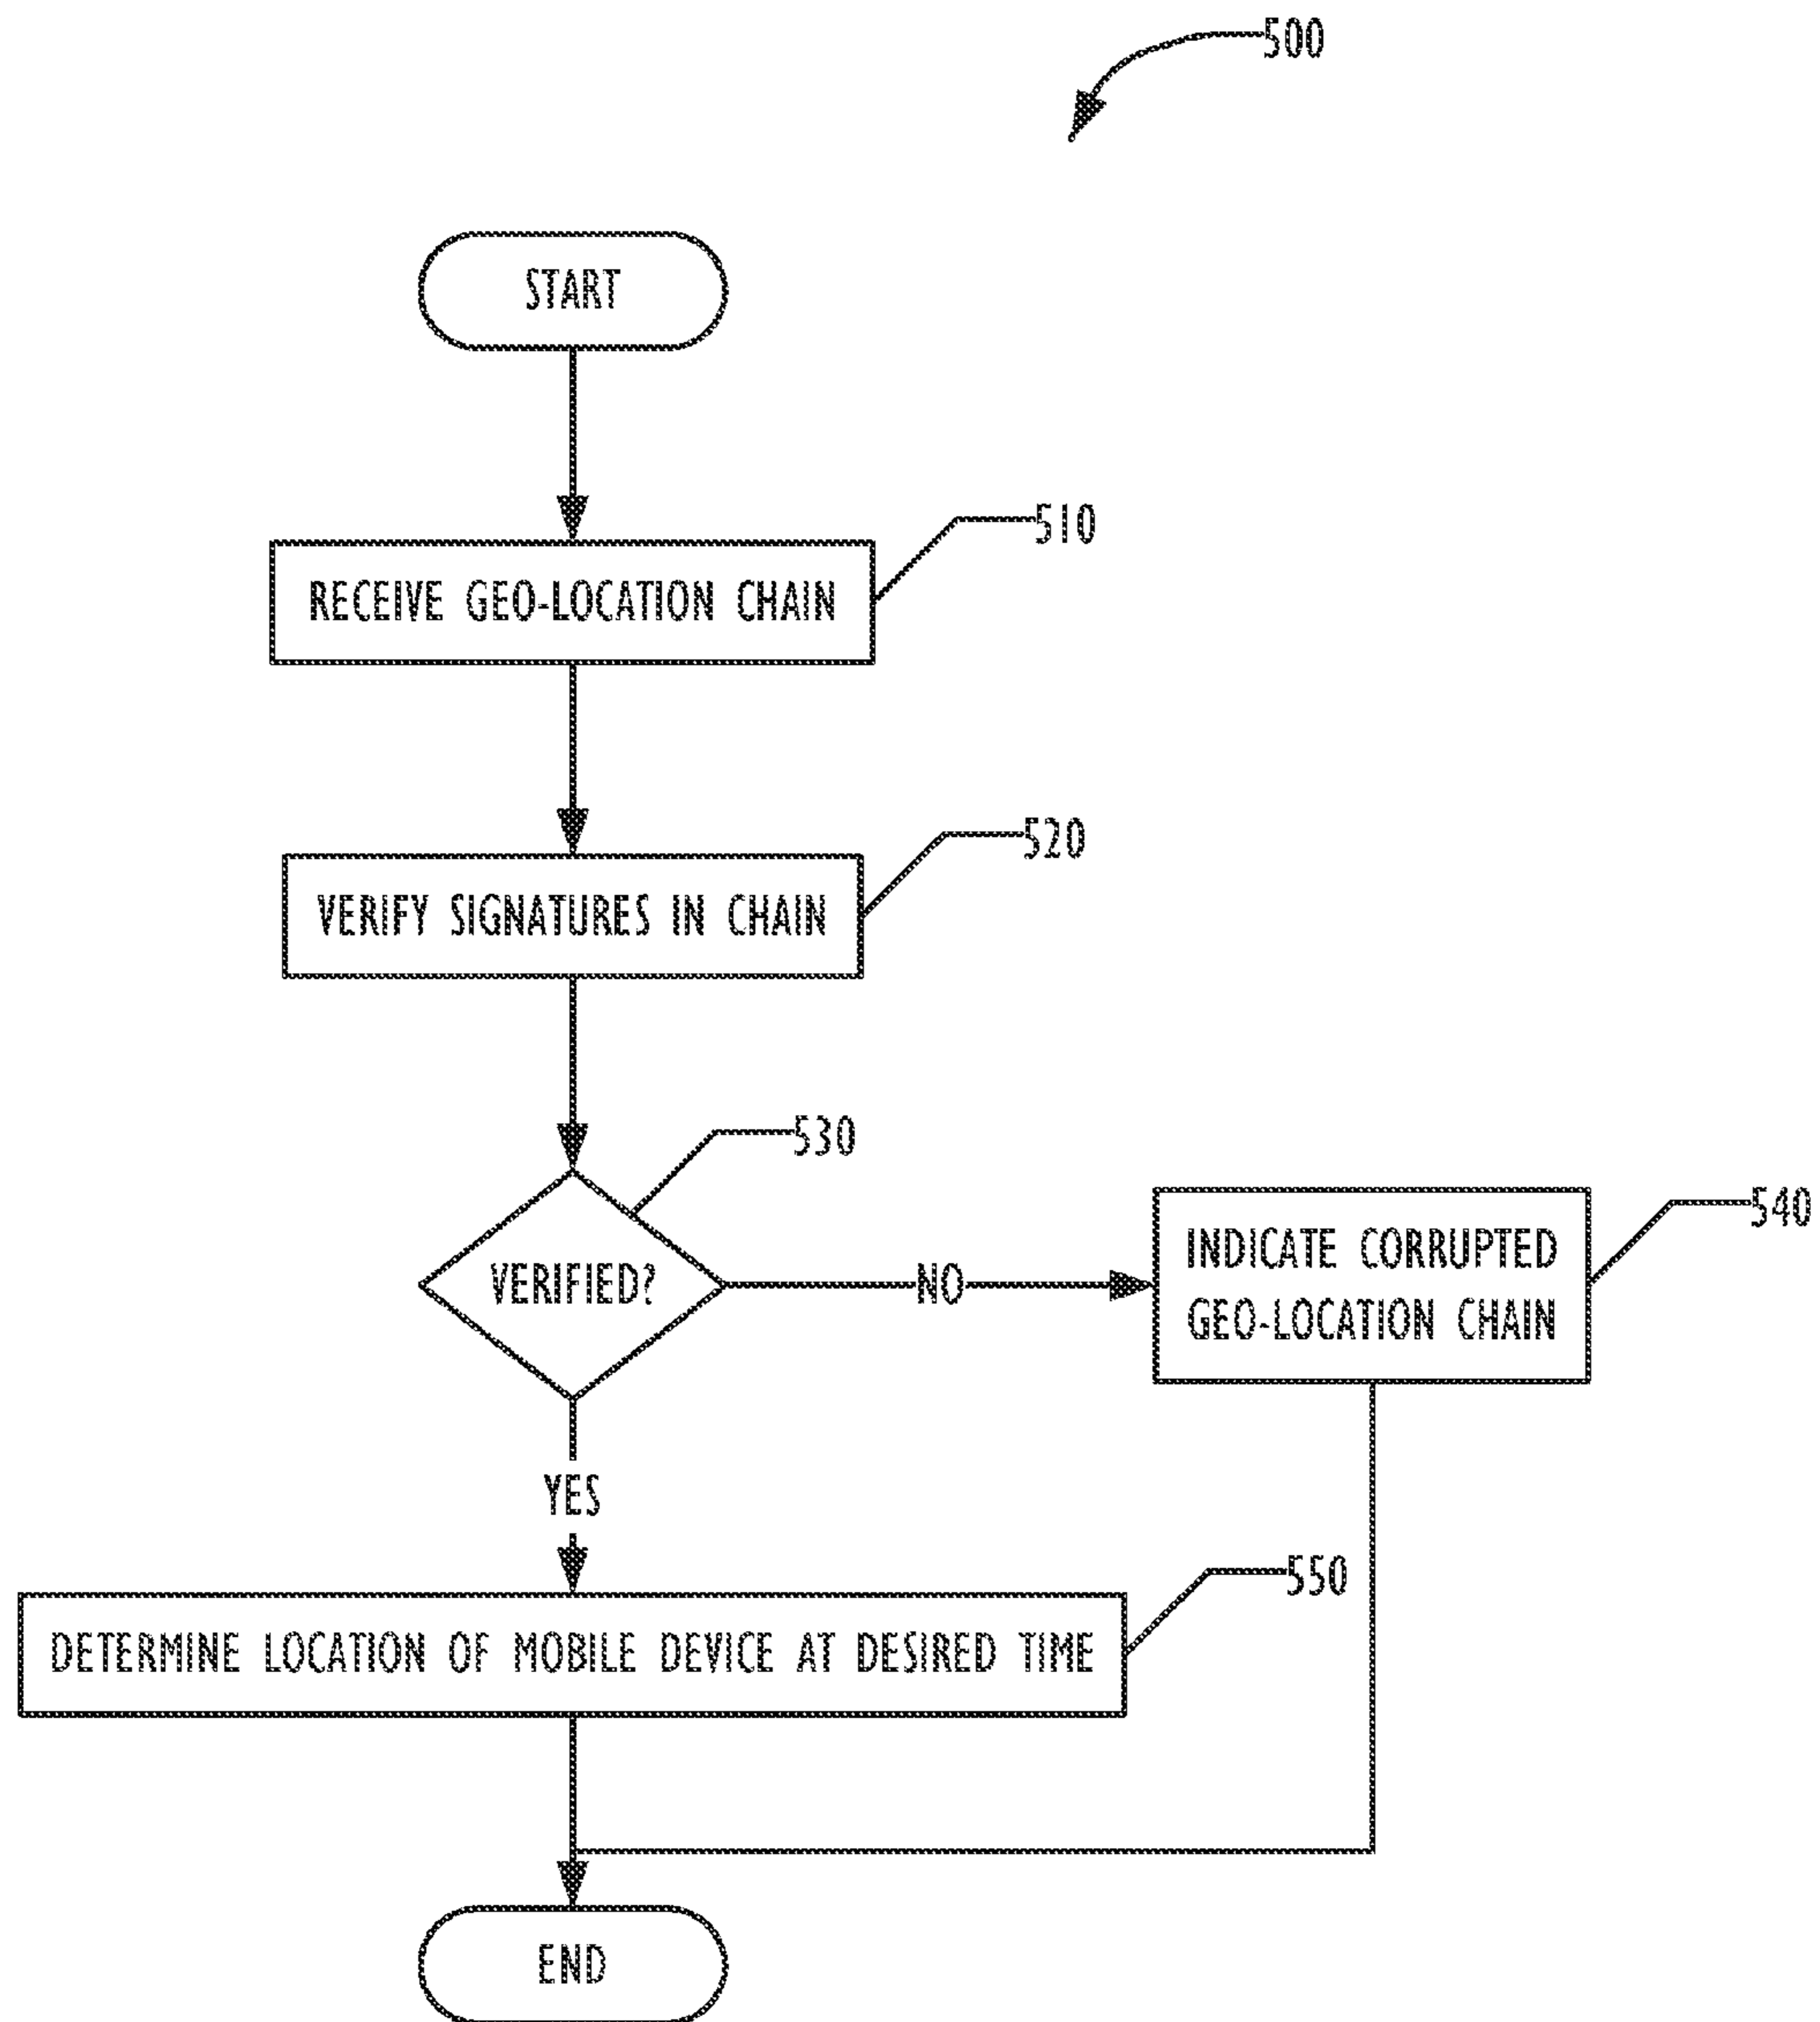 500
START
510
RECEIVE GEO-LOCATION CHAIN
520
VERIFY SIGNATURES IN CHAIN
530
VERIFIED?
NO
540
INDICATE CORRUPTED
GEO-LOCATION CHAIN
YES
550
DETERMINE LOCATION OF MOBILE DEVICE AT DESIRED TIME
END